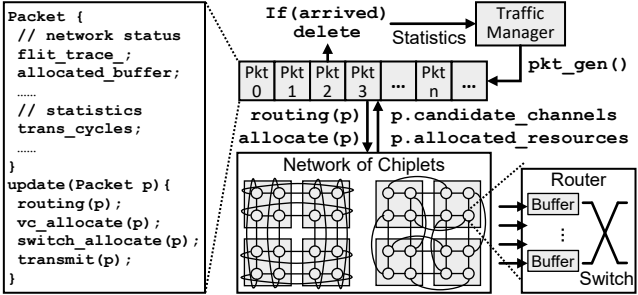 Packet {
// network status
flit_trace_;
allocated_buffer;
……
// statistics
trans_cycles;
……
}
update(Packet p){
routing(p);
vc_allocate(p);
switch_allocate(p);
transmit(p);
}
If(arrived)
delete
Statistics
Traffic
Manager
pkt_gen()
Pkt 0
Pkt 1
Pkt 2
Pkt 3
...
Pkt n
...
routing(p)
allocate(p)
p.candidate_channels
p.allocated_resources
Network of Chiplets
Router
Buffer
...
Buffer
Switch